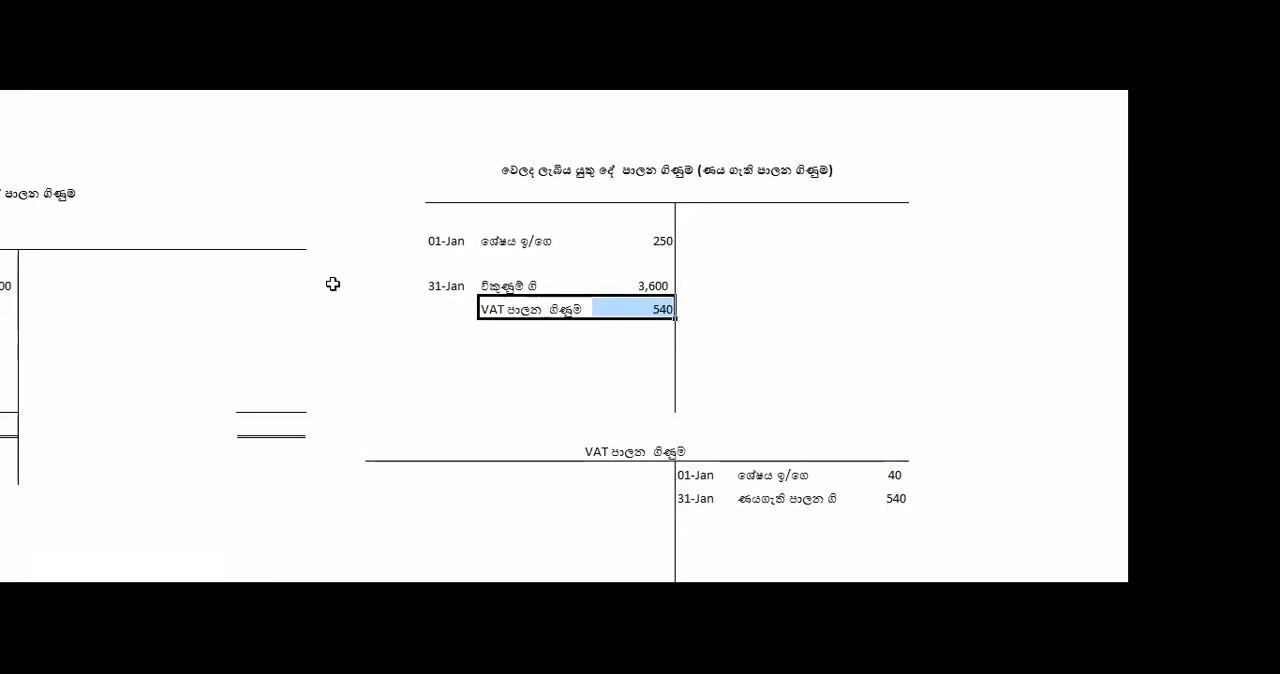 වෙලද ලැබිය යුතු දේ පාලන ගිණුම (ණය ගැති පාලන ගිණුම)
පාලන ගිණුම
01-Jan ශේෂය ඉ/ගෙ 250
31-Jan විකුණුම් ගි 3,600
00
VAT පාලන ගිණුම 540
VAT පාලන ගිණුම
01-Jan ශේෂය ඉ/ගෙ 40
31-Jan ණයගැති පාලන ගි 540